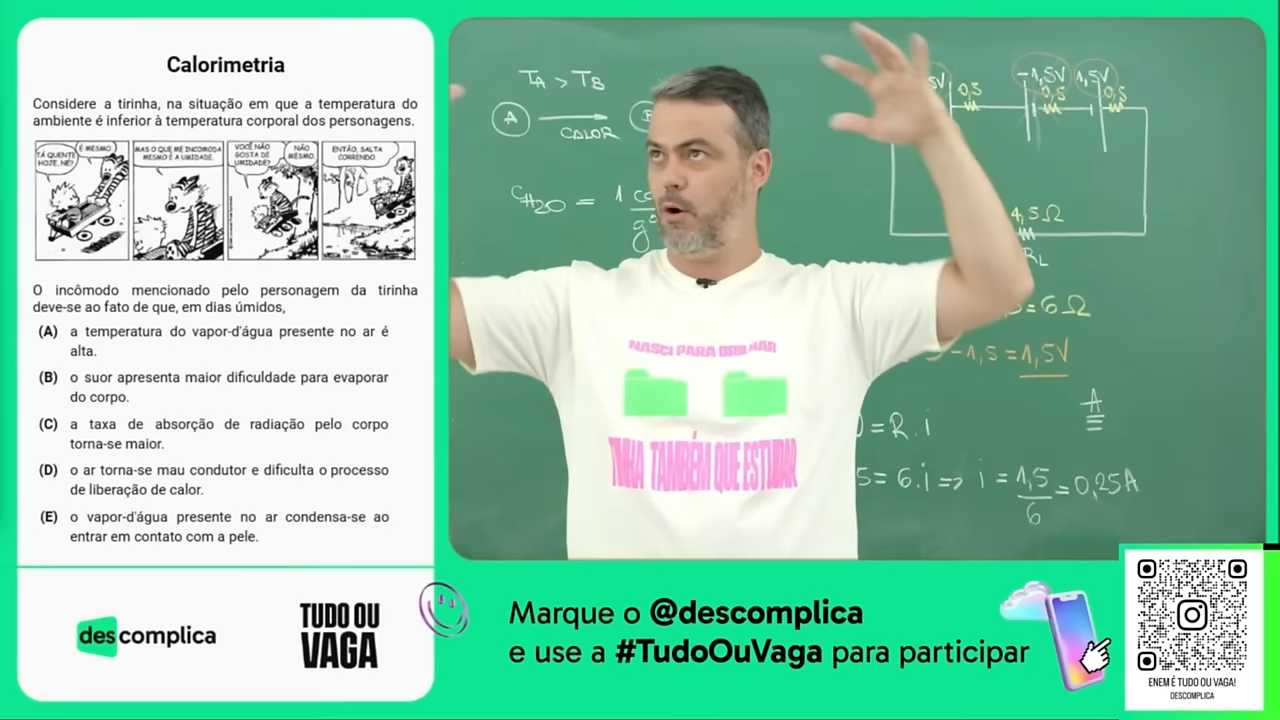 Calorimetria
Considere a tirinha, na situação em que a temperatura do
ambiente é inferior à temperatura corporal dos personagens.
TÁ QUENTE
HOJE, NÉ?
É MESMO.
MAS O QUE ME INCOMODA
MESMO É A UMIDADE.
VOCÊ NÃO
GOSTA DE
UMIDADE?
NÃO
MESMO.
ENTÃO, SALTA
CORRENDO.
O incômodo mencionado pelo personagem da tirinha
deve-se ao fato de que, em dias úmidos,
(A) a temperatura do vapor-d'água presente no ar é
alta.
(B) o suor apresenta maior dificuldade para evaporar
do corpo.
(C) a taxa de absorção de radiação pelo corpo
torna-se maior.
(D) o ar torna-se mau condutor e dificulta o processo
de liberação de calor.
(E) o vapor-d'água presente no ar condensa-se ao
entrar em contato com a pele.
descomplica
TUDO OU
VAGA
TA > TB
A
B
CALOR
CH2O = 1
g
5V
0,5
-1,5V
0,5
1,5V
0,5
4,5Ω
RL
=6Ω
-1,5 = 1,5V
A
= R.i
5 = 6.i => i = 1,5
6
= 0,25A
NASCI PARA BRILHAR
TINHA TAMBÉM QUE ESTUDAR
Marque o @descomplica
e use a #TudoOuVaga para participar
ENEM É TUDO OU VAGA!
DESCOMPLICA